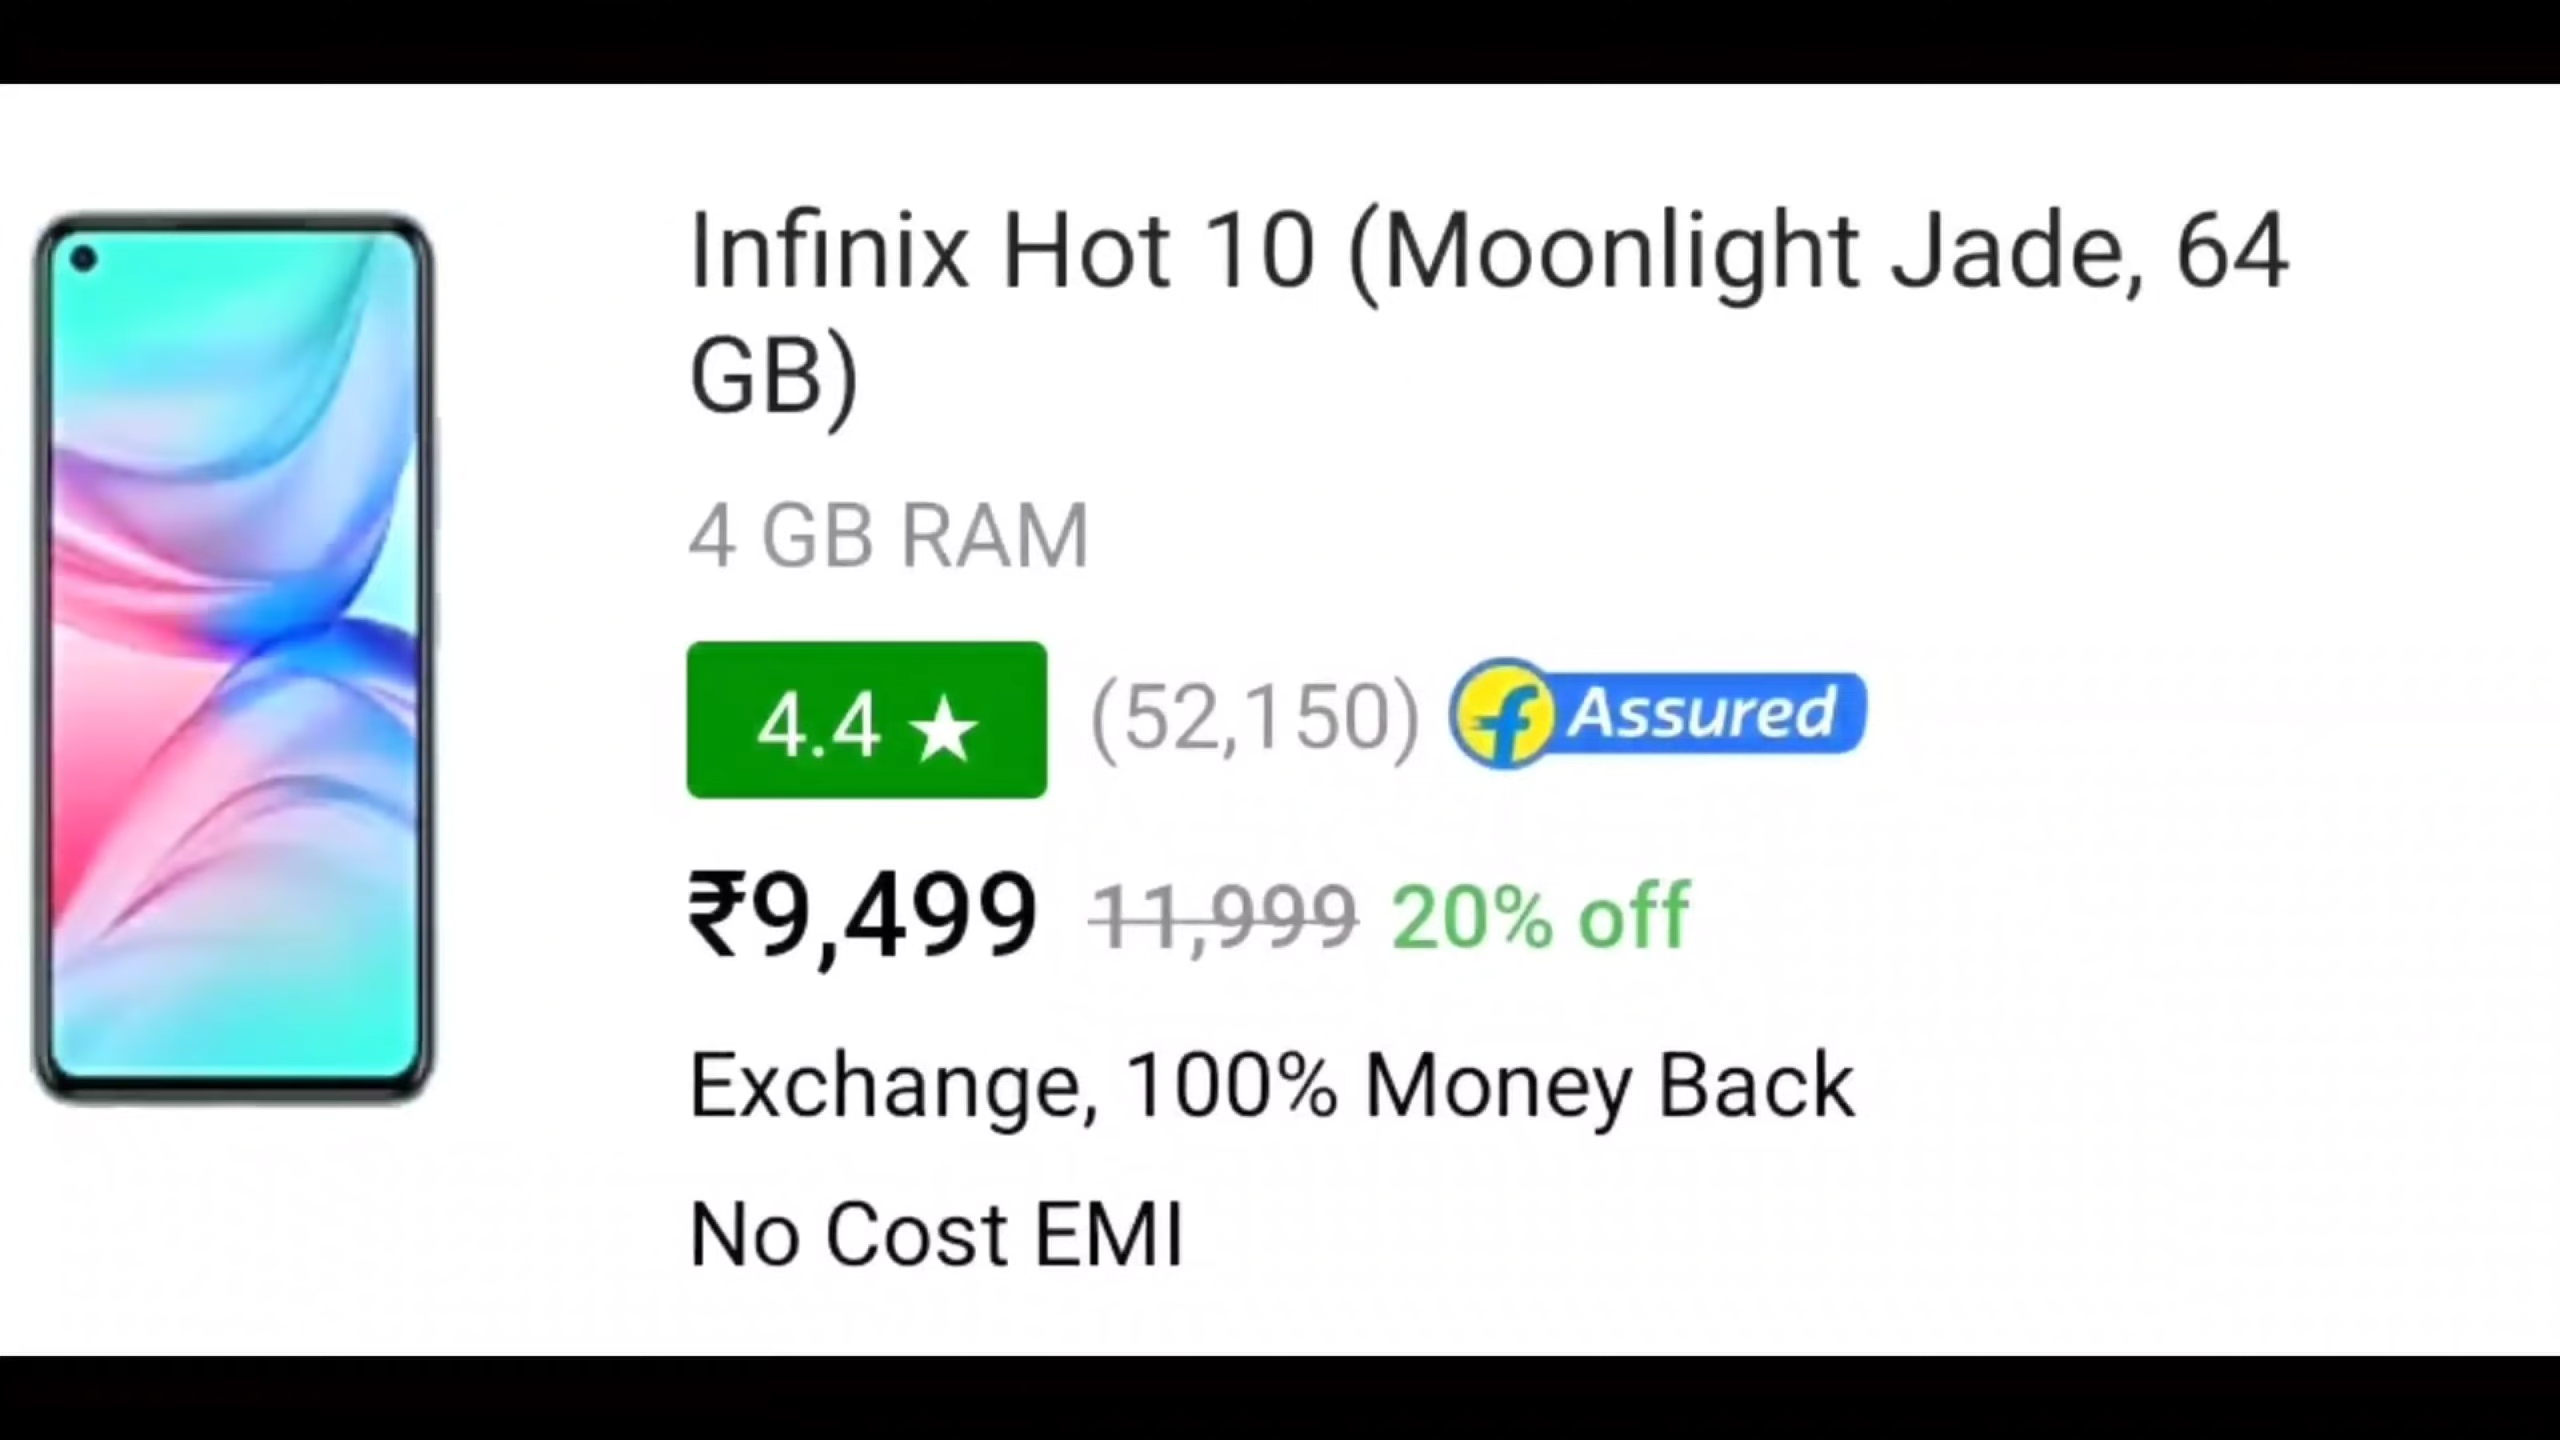 Infinix Hot 10 (Moonlight Jade, 64
GB)
4 GB RAM
4.4 ★ (52,150) f Assured
₹9,499 11,999 20% off
Exchange, 100% Money Back
No Cost EMI